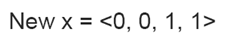 New x = <0, 0, 1, 1>